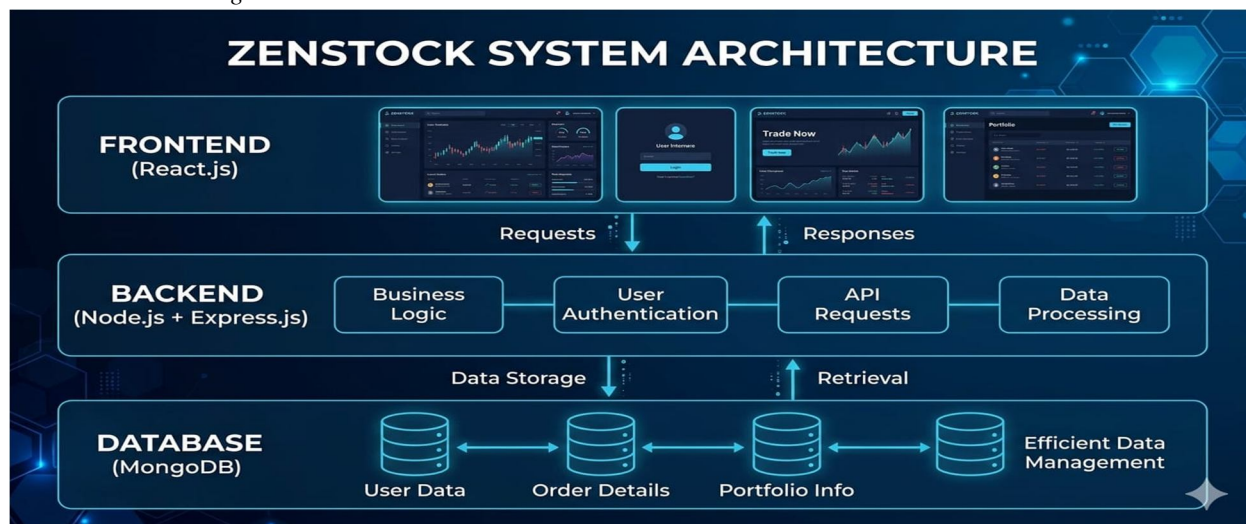 ZENSTOCK SYSTEM ARCHITECTURE
FRONTEND
(React.js)
Trade Now
Portfolio
Login
Requests
Responses
BACKEND
(Node.js + Express.js)
Business
Logic
User
Authentication
API
Requests
Data
Processing
Data Storage
Retrieval
DATABASE
(MongoDB)
User Data
Order Details
Portfolio Info
Efficient Data
Management